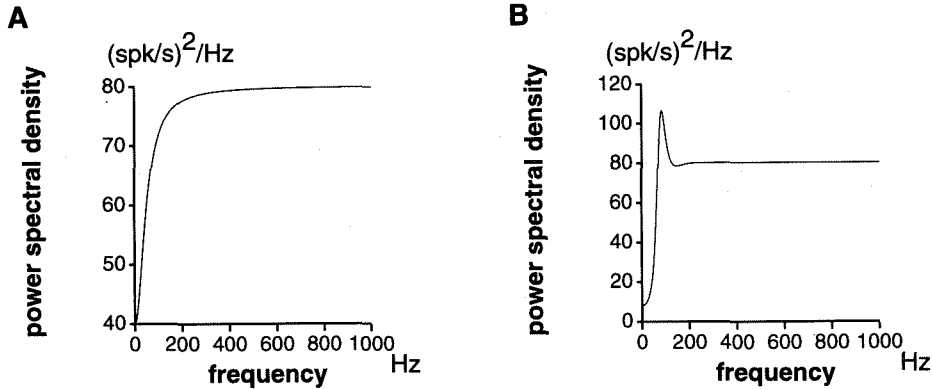 A
(spk/s)2/Hz
power spectral density
80
70
60
50
40
0 200 400 600 800 1000
Hz
frequency
B
(spk/s)2/Hz
power spectral density
120
100
80
60
40
20
0
0 200 400 600 800 1000
Hz
frequency